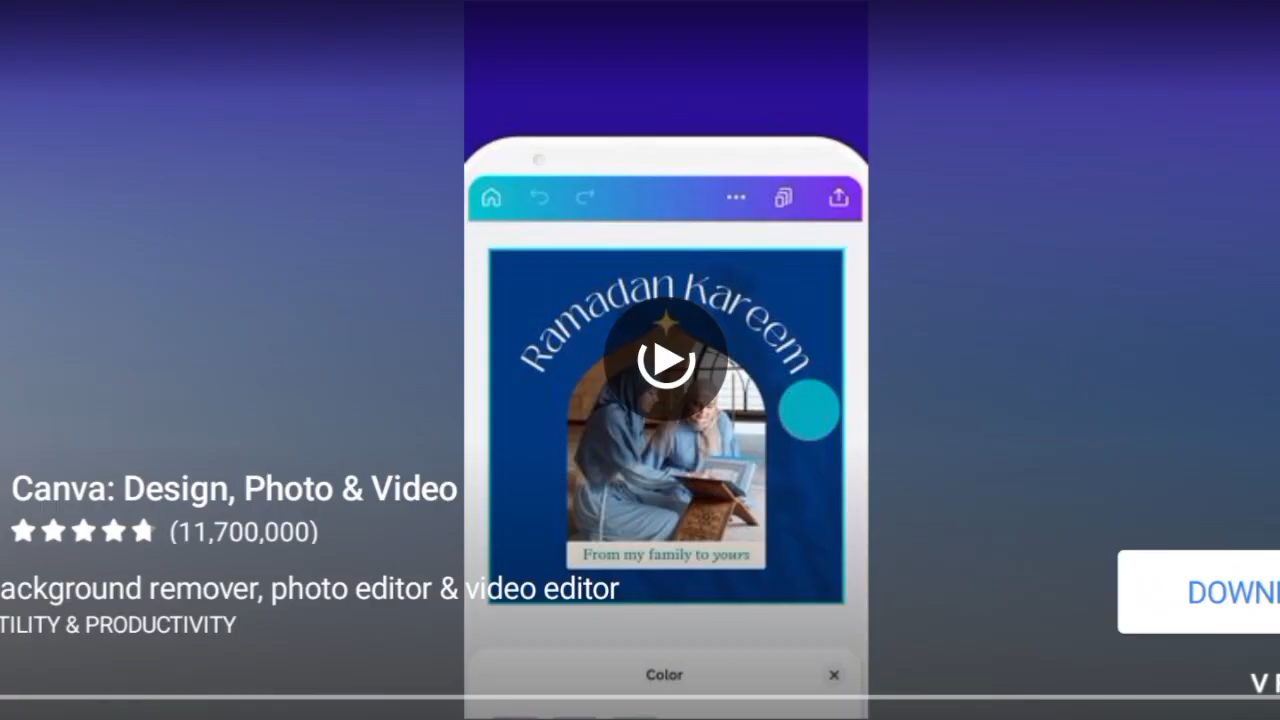 Ramadan Kareem
Canva: Design, Photo & Video
(11,700,000)
From my family to yours
ackground remover, photo editor & video editor
TILITY & PRODUCTIVITY
DOWN
Color
V